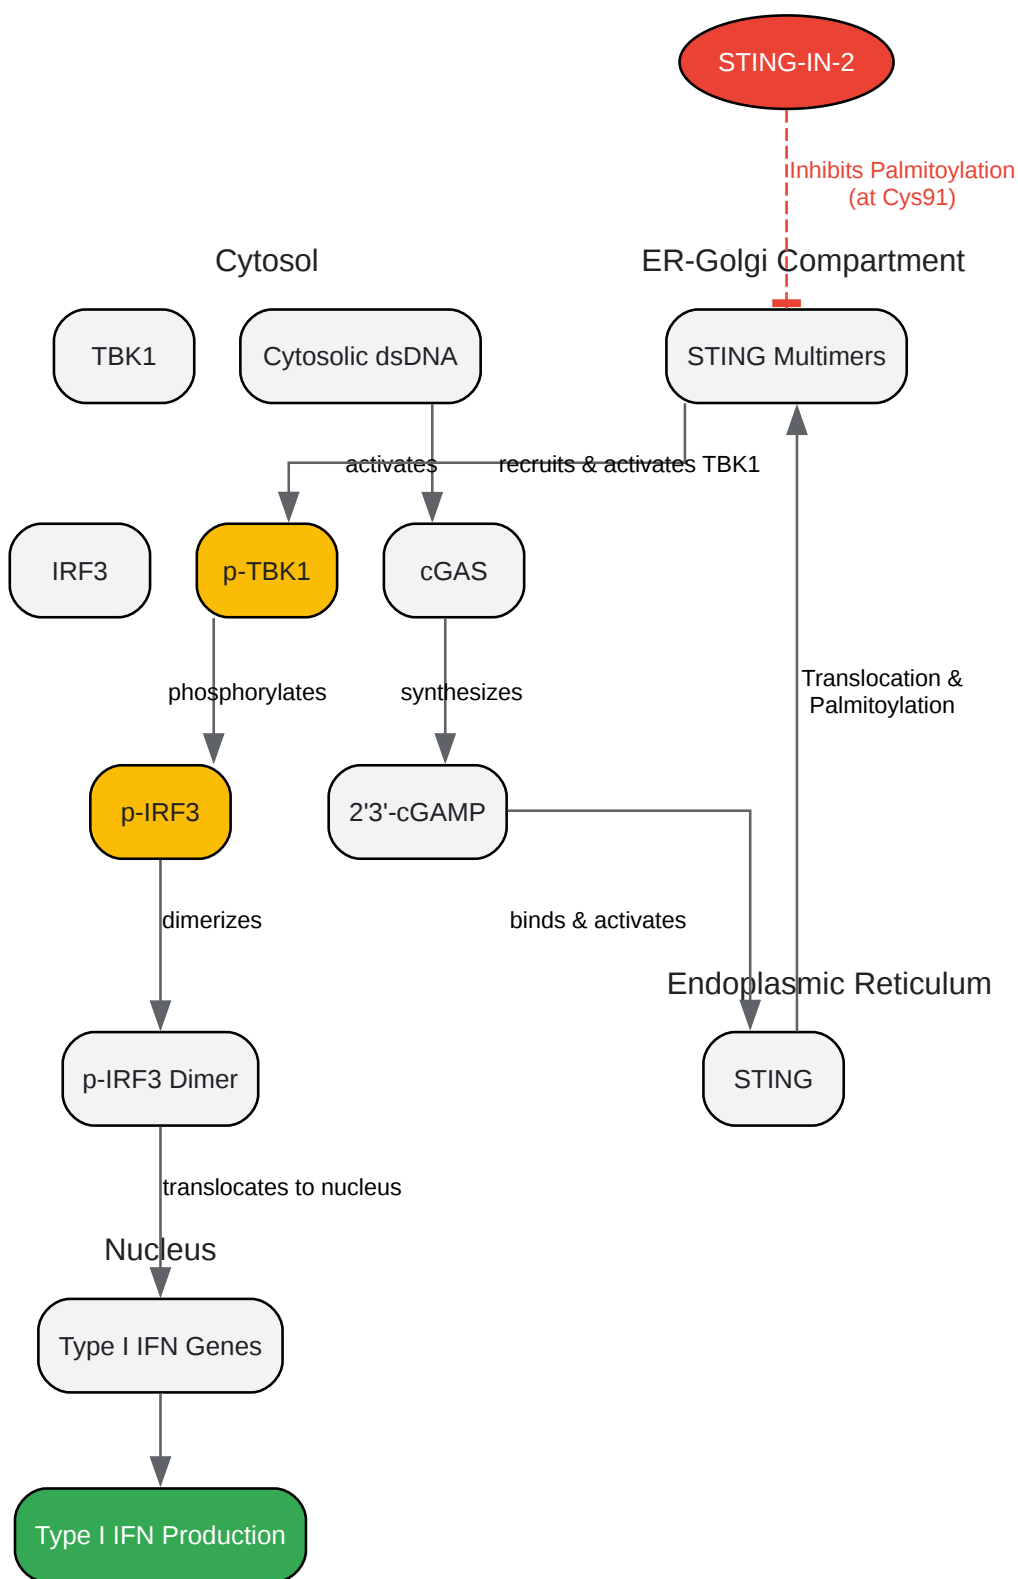 STING-IN-2
Inhibits Palmitoylation
(at Cys91)
Cytosol
ER-Golgi Compartment
TBK1
Cytosolic dsDNA
STING Multimers
activates
recruits & activates TBK1
IRF3
p-TBK1
cGAS
phosphorylates
synthesizes
Translocation &
Palmitoylation
p-IRF3
2'3'-cGAMP
dimerizes
binds & activates
Endoplasmic Reticulum
p-IRF3 Dimer
STING
translocates to nucleus
Nucleus
Type I IFN Genes
Type I IFN Production